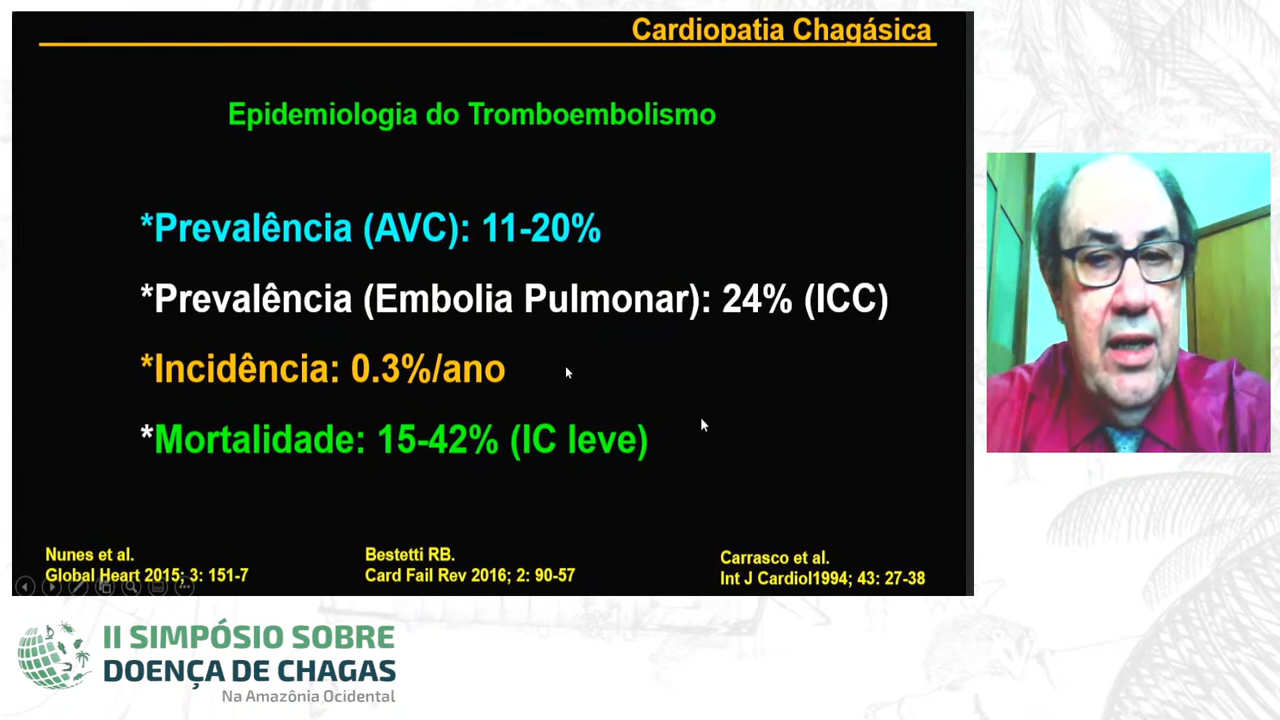 Cardiopatia Chagásica
Epidemiologia do Tromboembolismo
*Prevalência (AVC): 11-20%
*Prevalência (Embolia Pulmonar): 24% (ICC)
*Incidência: 0.3%/ano
*Mortalidade: 15-42% (IC leve)
Nunes et al.
Global Heart 2015; 3: 151-7
Bestetti RB.
Card Fail Rev 2016; 2: 90-57
Carrasco et al.
Int J Cardiol1994; 43: 27-38
II SIMPÓSIO SOBRE
DOENÇA DE CHAGAS
Na Amazônia Ocidental